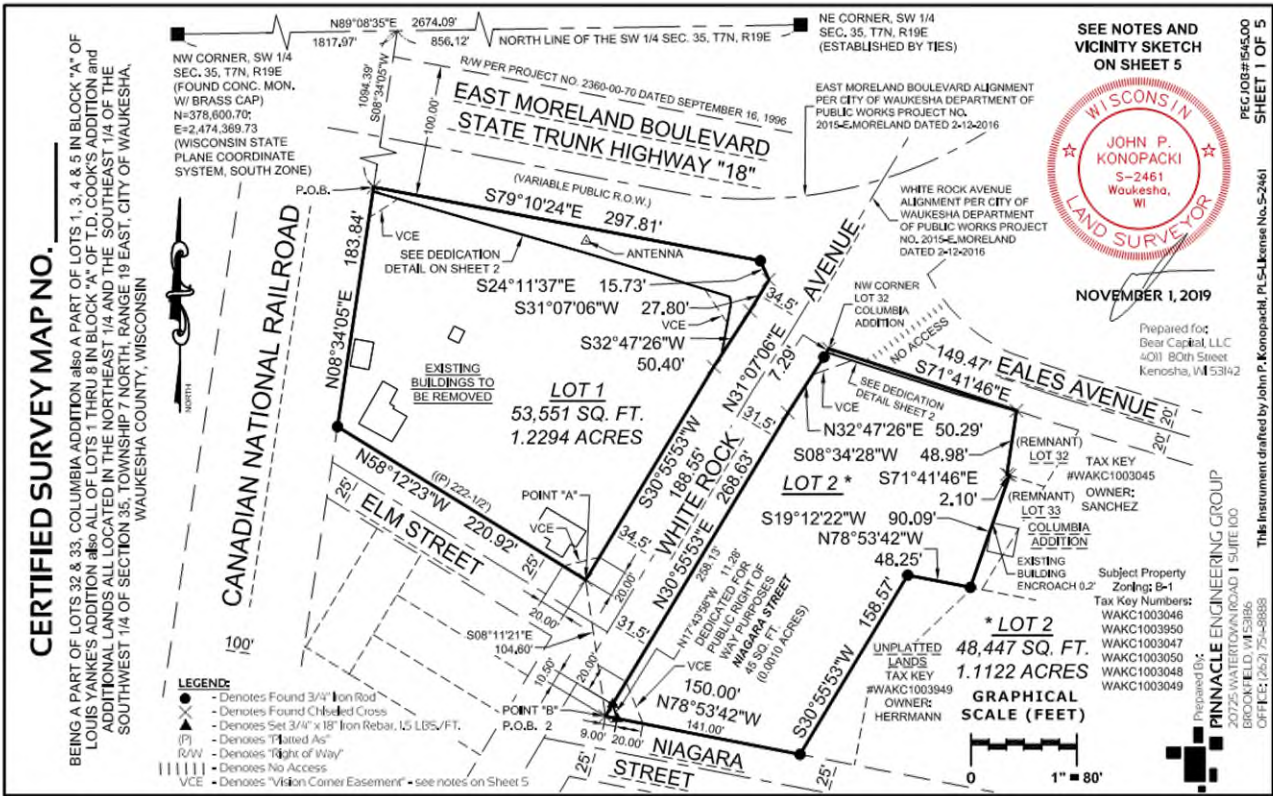 CERTIFIED SURVEY MAP NO.
BEING A PART OF LOTS 32 & 33, COLUMBIA ADDITION also A PART OF LOTS 1, 3, 4 & 5 IN BLOCK "A" OF
LOUIS YANKE'S ADDITION also ALL OF LOTS 1 THRU 8 IN BLOCK "A" OF T.D. COOK'S ADDITION and
ADDITIONAL LANDS ALL LOCATED IN THE NORTHEAST 1/4 AND THE SOUTHEAST 1/4 OF THE
SOUTHWEST 1/4 OF SECTION 35, TOWNSHIP 7 NORTH, RANGE 19 EAST, CITY OF WAUKESHA,
WAUKESHA COUNTY, WISCONSIN
N89°08'35"E 2674.09'
1817.97'
856.12'
NORTH LINE OF THE SW 1/4 SEC. 35, T7N, R19E
NW CORNER, SW 1/4
SEC. 35, T7N, R19E
(FOUND CONC. MON.
W/ BRASS CAP)
N=378,600.70;
E=2,474,369.73
(WISCONSIN STATE
PLANE COORDINATE
SYSTEM, SOUTH ZONE)
NE CORNER, SW 1/4
SEC. 35, T7N, R19E
(ESTABLISHED BY TIES)
1094.39'
S08°34'05"W
100.00'
R/W PER PROJECT NO. 2360-00-70 DATED SEPTEMBER 16, 1996
EAST MORELAND BOULEVARD
STATE TRUNK HIGHWAY "18"
(VARIABLE PUBLIC R.O.W.)
EAST MORELAND BOULEVARD ALIGNMENT
PER CITY OF WAUKESHA DEPARTMENT OF
PUBLIC WORKS PROJECT NO.
2015-E.MORELAND DATED 2-12-2016
WHITE ROCK AVENUE
ALIGNMENT PER CITY OF
WAUKESHA DEPARTMENT
OF PUBLIC WORKS PROJECT
NO. 2015-E.MORELAND
DATED 2-12-2016
SEE NOTES AND
VICINITY SKETCH
ON SHEET 5
WISCONSIN
JOHN P.
KONOPACKI
S-2461
Waukesha,
WI
LAND SURVEYOR
NOVEMBER 1, 2019
Prepared for:
Bear Capital, LLC
4011 80th Street
Kenosha, WI 53142
PEG JOB#1545.00
SHEET 1 OF 5
This Instrument drafted by John P. Konopacki, PLS-License No. S-2461
NORTH
P.O.B.
VCE
S79°10'24"E 297.81'
SEE DEDICATION
DETAIL ON SHEET 2
ANTENNA
S24°11'37"E 15.73'
S31°07'06"W 27.80'
VCE
S32°47'26"W
50.40'
34.5'
N08°34'05"E 183.84'
CANADIAN NATIONAL RAILROAD
100'
EXISTING
BUILDINGS TO
BE REMOVED
LOT 1
53,551 SQ. FT.
1.2294 ACRES
N58°12'23"W 220.92'
((P) 222-1/2')
ELM STREET
25'
25'
POINT "A"
VCE
S30°55'53"W
188.55'
34.5'
20.00'
20.00'
31.5'
WHITE ROCK AVENUE
N31°07'06"E
7.29'
31.5'
N30°55'53"E 268.63'
258.13'
NW CORNER
LOT 32
COLUMBIA
ADDITION
NO ACCESS
149.47'
S71°41'46"E
SEE DEDICATION
DETAIL SHEET 2
EALES AVENUE
20'
20'
VCE
N32°47'26"E 50.29'
S08°34'28"W 48.98'
LOT 2 *
S71°41'46"E
2.10'
S19°12'22"W 90.09'
N78°53'42"W
48.25'
(REMNANT)
LOT 32
TAX KEY
#WAKC1003045
OWNER:
SANCHEZ
(REMNANT)
LOT 33
COLUMBIA
ADDITION
EXISTING
BUILDING
ENCROACH 0.2'
S30°55'53"W 158.57'
N17°43'58"W 11.28'
DEDICATED FOR
PUBLIC RIGHT OF
WAY PURPOSES
NIAGARA STREET
45 SQ. FT.
(0.0010 ACRES)
S08°11'21"E
104.60'
10.50'
20.00'
POINT "B"
P.O.B. 2
VCE
150.00'
N78°53'42"W
141.00'
9.00'
20.00'
25'
25'
NIAGARA
STREET
UNPLATTED
LANDS
TAX KEY
#WAKC1003949
OWNER:
HERRMANN
* LOT 2
48,447 SQ. FT.
1.1122 ACRES
Subject Property
Zoning: B-1
Tax Key Numbers:
WAKC1003046
WAKC1003950
WAKC1003047
WAKC1003050
WAKC1003048
WAKC1003049
GRAPHICAL
SCALE (FEET)
0 1" = 80'
LEGEND:
- Denotes Found 3/4" Iron Rod
- Denotes Found Chiseled Cross
- Denotes Set 3/4" x 18" Iron Rebar, 1.5 LBS./FT.
(P) - Denotes "Platted As"
R/W - Denotes "Right of Way"
- Denotes No Access
VCE - Denotes "Vision Corner Easement" - see notes on Sheet 5
Prepared By:
PINNACLE ENGINEERING GROUP
20725 WATERTOWN ROAD | SUITE 100
BROOKFIELD, WI 53186
OFFICE: (262) 754-8888